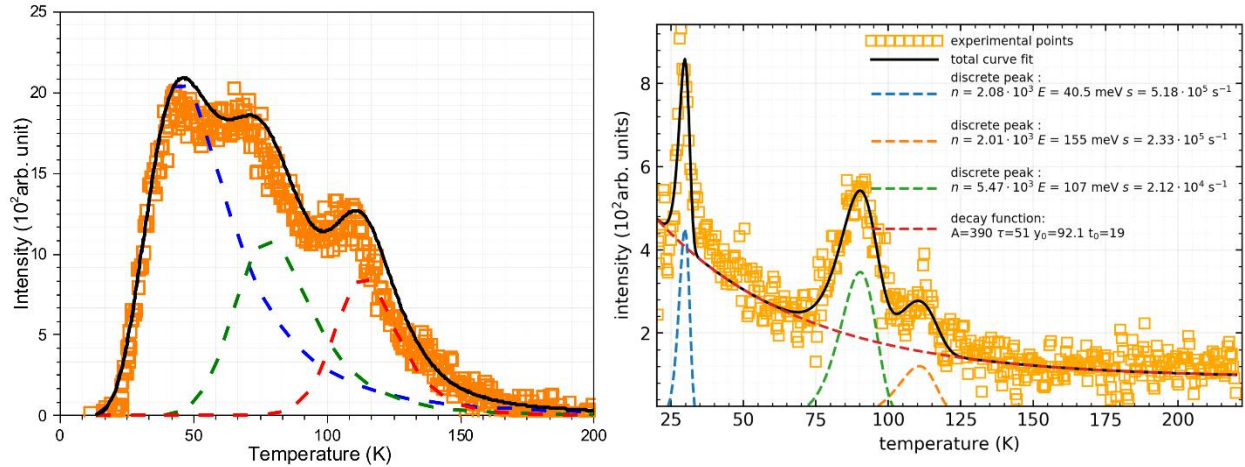 25
20
15
10
5
0
Intensity (10² arb. unit)
0 50 100 150 200
Temperature (K)
8
6
4
2
intensity (10² arb. units)
experimental points
total curve fit
discrete peak :
n = 2.08 · 10³ E = 40.5 meV s = 5.18 · 10⁵ s⁻¹
discrete peak :
n = 2.01 · 10³ E = 155 meV s = 2.33 · 10⁵ s⁻¹
discrete peak :
n = 5.47 · 10³ E = 107 meV s = 2.12 · 10⁴ s⁻¹
decay function:
A=390 τ=51 y₀=92.1 t₀=19
25 50 75 100 125 150 175 200
temperature (K)